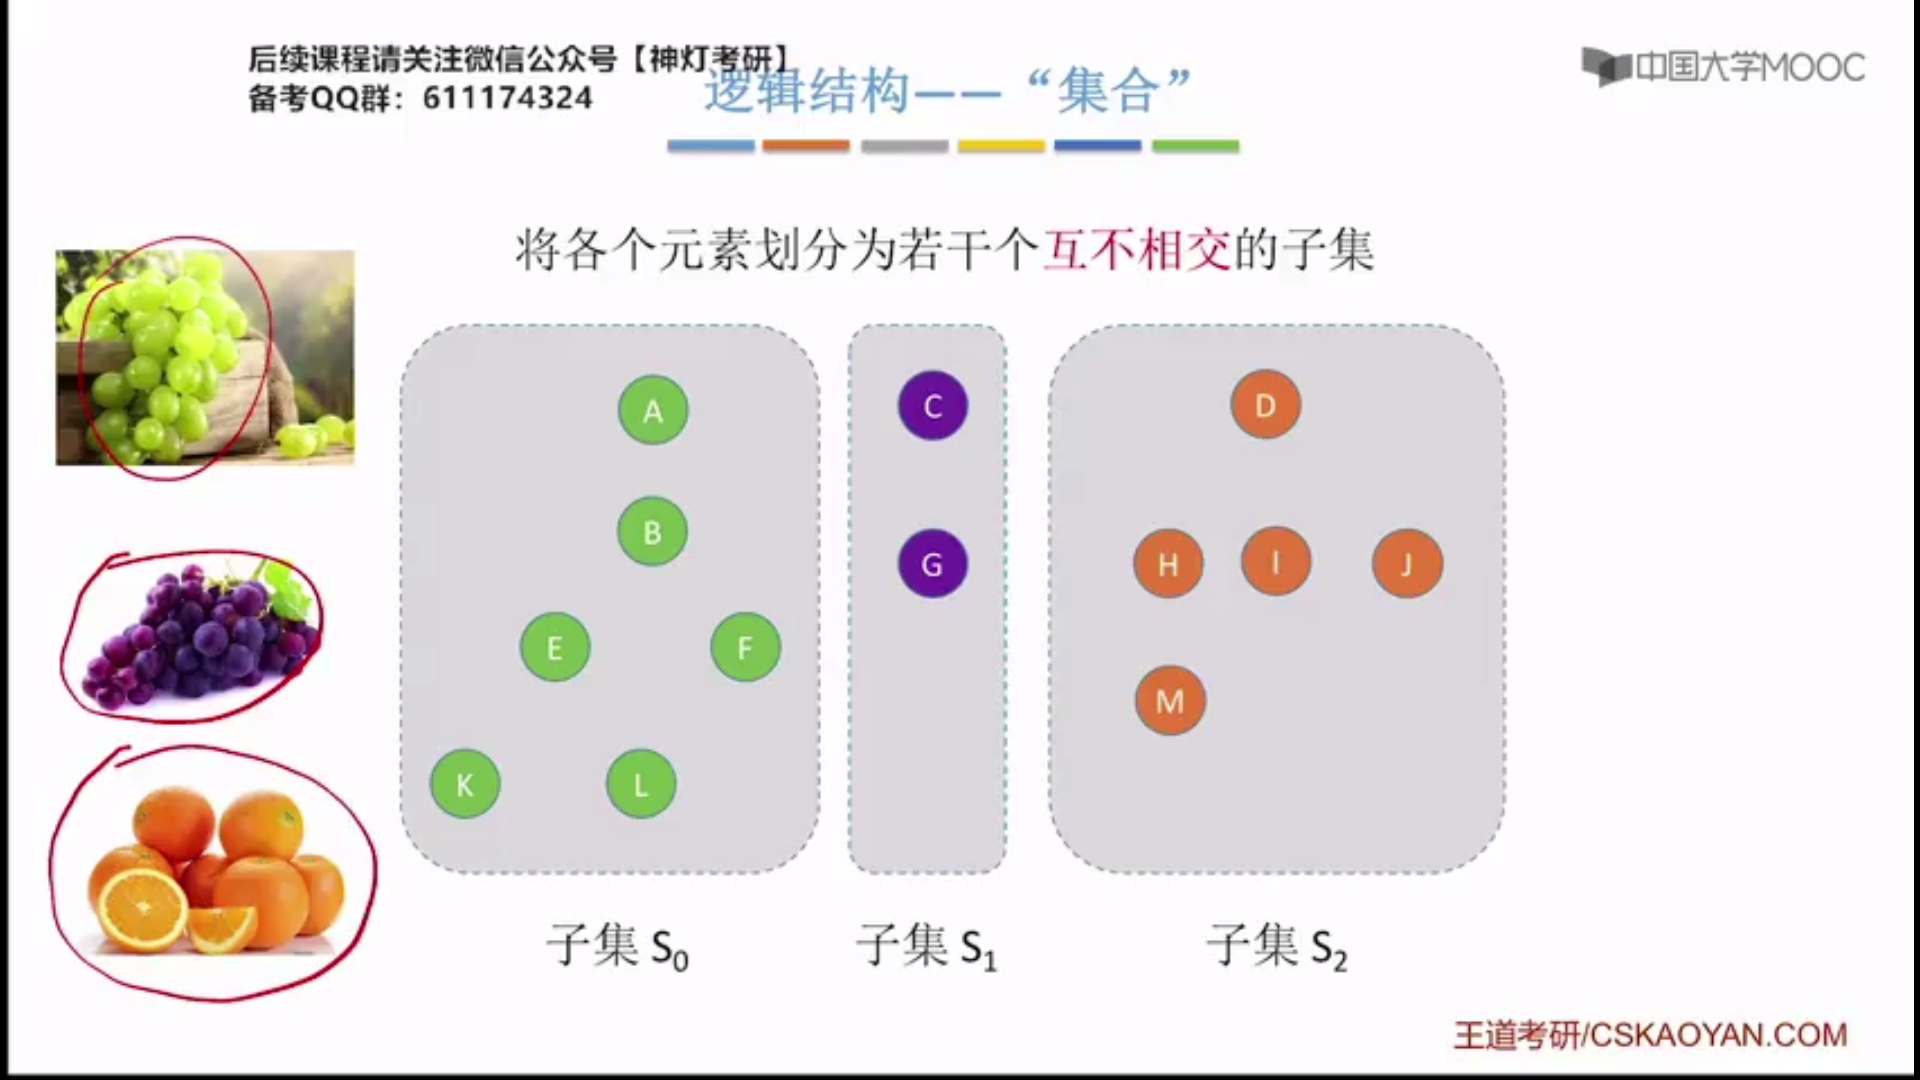 后续课程请关注微信公众号【神灯考研】
备考QQ群：611174324
逻辑结构——“集合”
中国大学MOOC
将各个元素划分为若干个互不相交的子集
A
B
E
F
K
L
C
G
D
H
I
J
M
子集 S0
子集 S1
子集 S2
王道考研/CSKAOYAN.COM